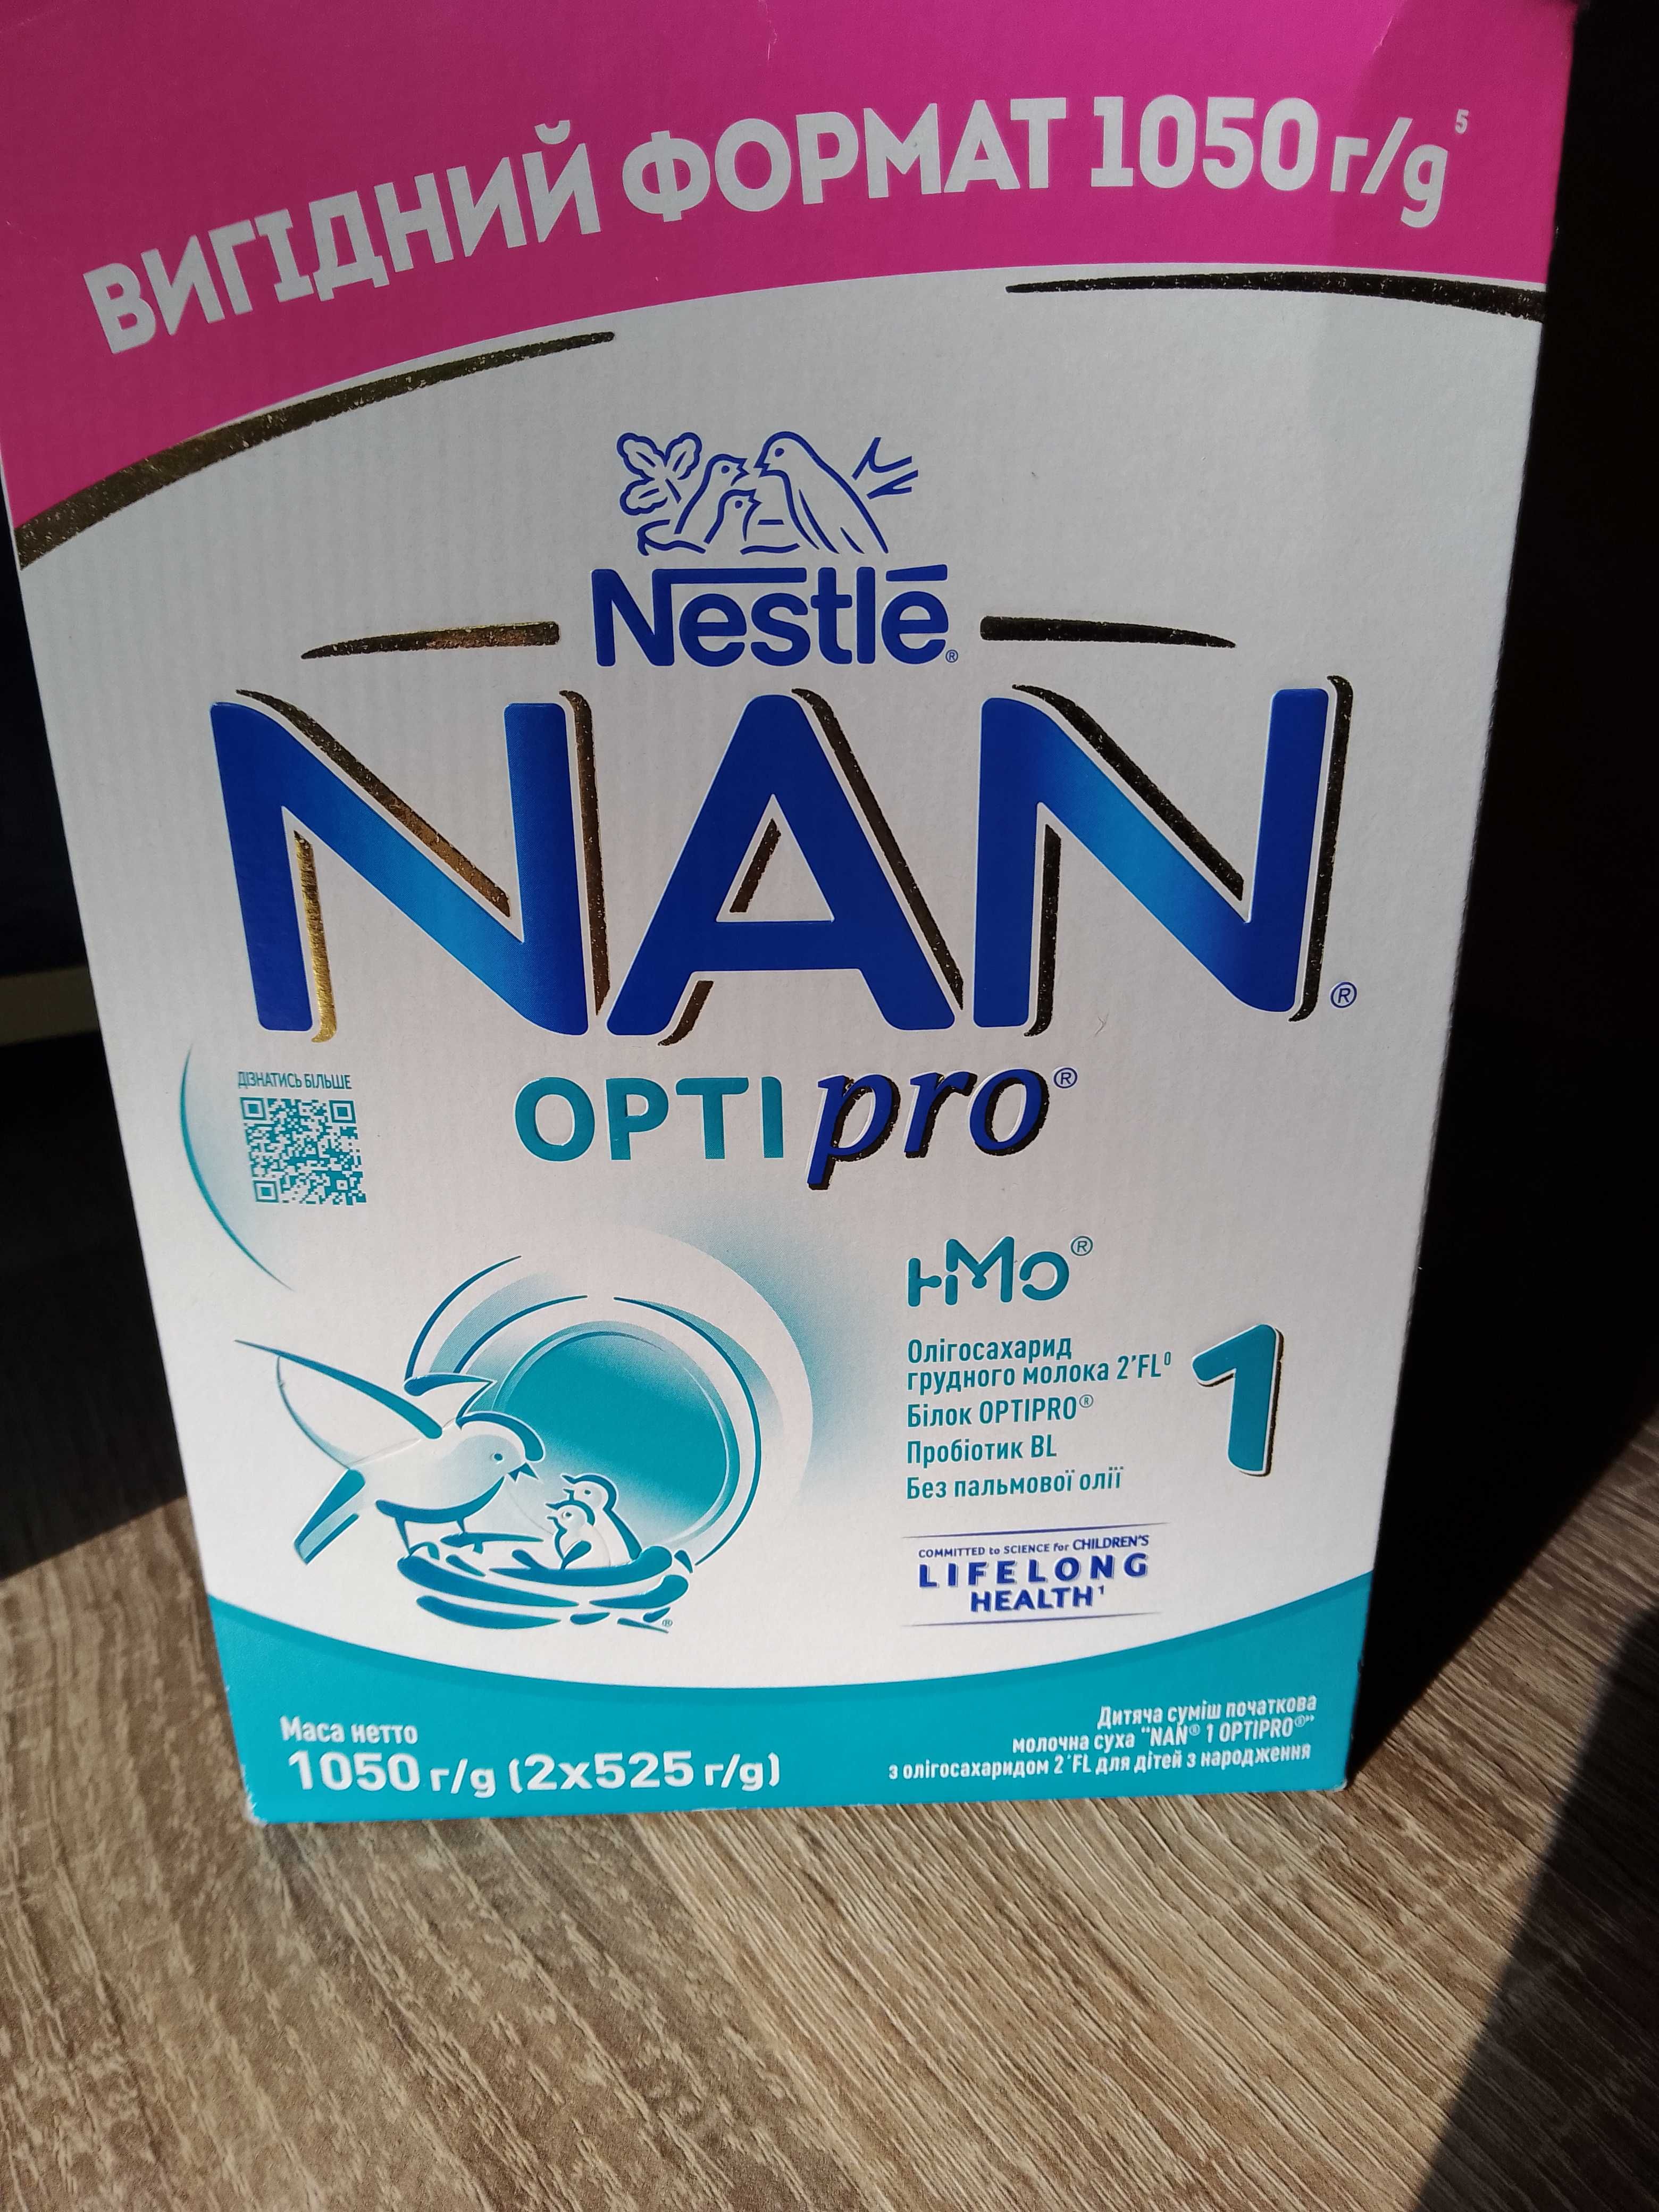 ВИГІДНИЙ ФОРМАТ 1050 г/g⁵
Nestlé®
NAN®
OPTIpro®
ДІЗНАТИСЬ БІЛЬШЕ
HMO®
Олігосахарид
грудного молока 2'FL⁰
Білок OPTIPRO®
Пробіотик BL
Без пальмової олії
1
COMMITTED to SCIENCE for CHILDREN'S
LIFELONG
HEALTH¹
Маса нетто
1050 г/g (2x525 г/g)
Дитяча суміш початкова
молочна суха "NAN® 1 OPTIPRO®"
з олігосахаридом 2'FL для дітей з народження